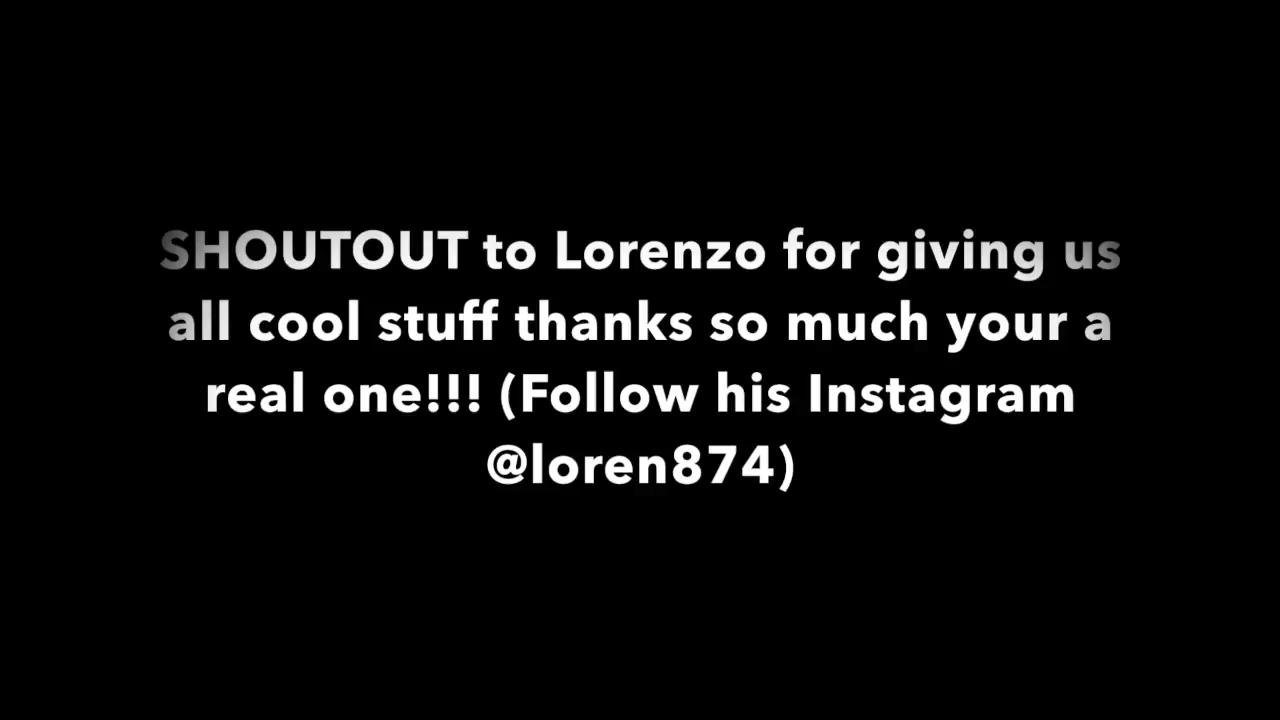 SHOUTOUT to Lorenzo for giving us
all cool stuff thanks so much your a
real one!!! (Follow his Instagram
@loren874)